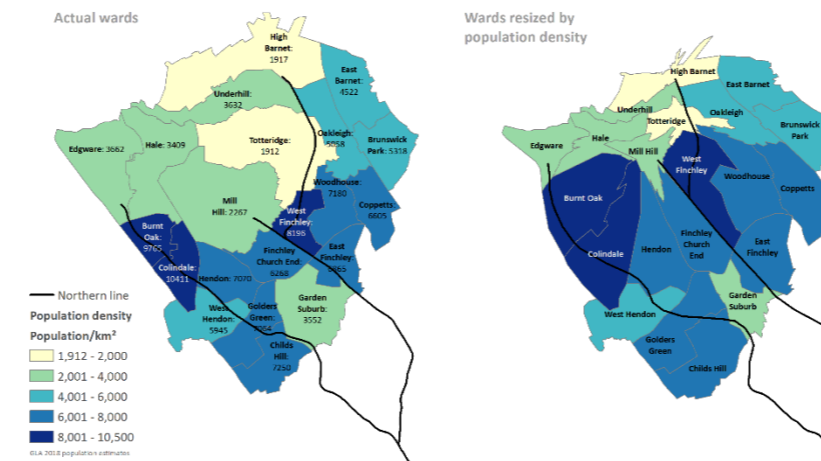 Actual wards
High
Barnet:
1917
East
Barnet:
4522
Underhill:
3632
Oakleigh:
Totteridge:
1912
Edgware: 3662
Hale: 3409
Brunswick
Park: 5318
Woodhouse:
7180
Mill
Hill: 2267
Coppetts
6605
West
Finchley:
8196
Burnt
Oak:
Colindale:
10411
Finchley
Church End:
6268
East
Finchley:
Hendon: 7070
Garden
Suburb:
3552
West
Hendon:
5945
Golders
Green:
Childs
Hill:
7250
Northern line
Population density
Population/km²
1,912 - 2,000
2,001 - 4,000
4,001 - 6,000
6,001 - 8,000
8,001 - 10,500
GLA 2018 population estimates
Wards resized by
population density
High Barnet
East Barnet
Underhill
Totteridge
Oakleigh
Brunswick
Park
Edgware
Hale
Mill Hill
West
Finchley
Woodhouse
Coppetts
Burnt Oak
Colindale
Hendon
Finchley
Church
End
East
Finchley
Garden
Suburb
West Hendon
Golders
Green
Childs Hill